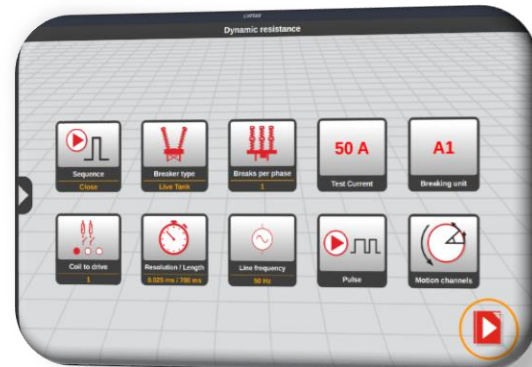 Dynamic resistance
50 A
A1
Sequence
Close
Breaker type
Live Tank
Breaks per phase
1
Test Current
Breaking unit
Coil to drive
1
Resolution / Length
0.025 ms / 700 ms
Line frequency
50 Hz
Pulse
Motion channels